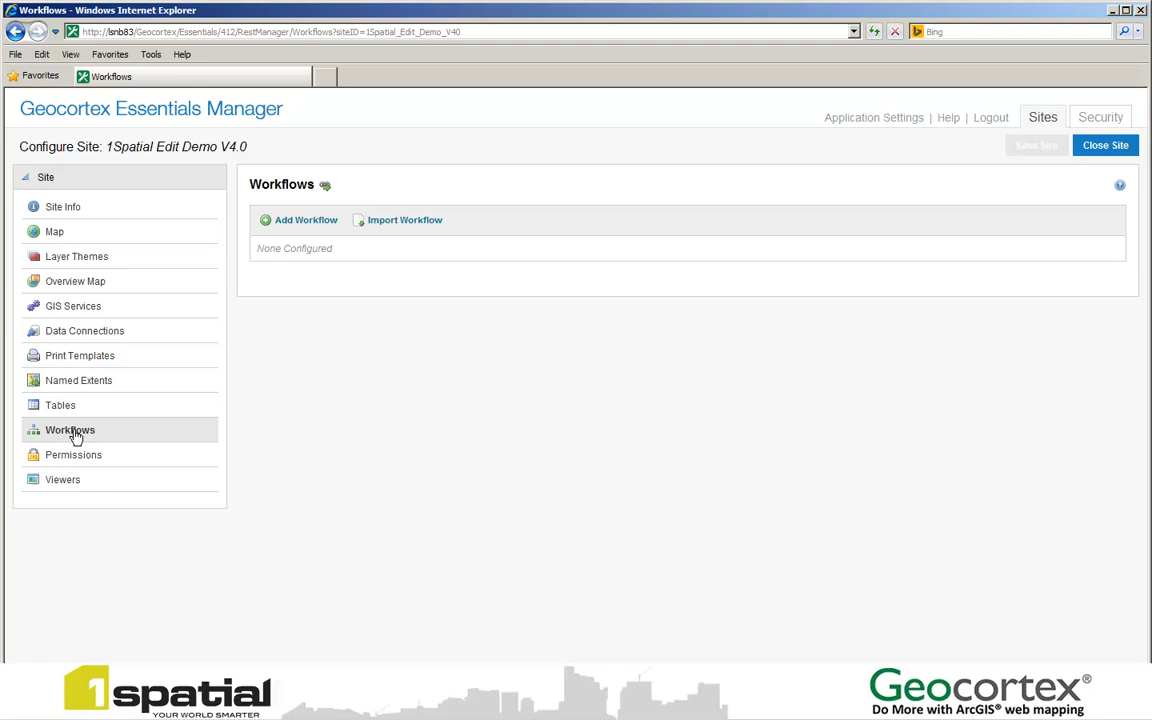 Workflows - Windows Internet Explorer
http://lsnb83/Geocortex/Essentials/412/RestManager/Workflows?siteID=1Spatial_Edit_Demo_V40
Bing
File Edit View Favorites Tools Help
Favorites Workflows
Geocortex Essentials Manager
Application Settings | Help | Logout Sites Security
Configure Site: 1Spatial Edit Demo V4.0
Save Site Close Site
Site
Workflows
Site Info
Add Workflow Import Workflow
Map
None Configured
Layer Themes
Overview Map
GIS Services
Data Connections
Print Templates
Named Extents
Tables
Workflows
Permissions
Viewers
1spatial
YOUR WORLD SMARTER
Geocortex®
Do More with ArcGIS® web mapping